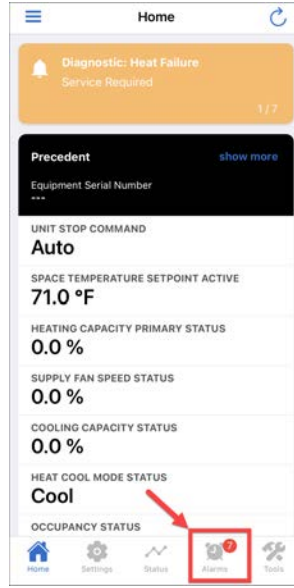 Home
Diagnostic: Heat Failure
Service Required
1 / 7
Precedent show more
Equipment Serial Number
---
UNIT STOP COMMAND
Auto
SPACE TEMPERATURE SETPOINT ACTIVE
71.0 °F
HEATING CAPACITY PRIMARY STATUS
0.0 %
SUPPLY FAN SPEED STATUS
0.0 %
COOLING CAPACITY STATUS
0.0 %
HEAT COOL MODE STATUS
Cool
OCCUPANCY STATUS
7
Home Settings Status Alarms Tools